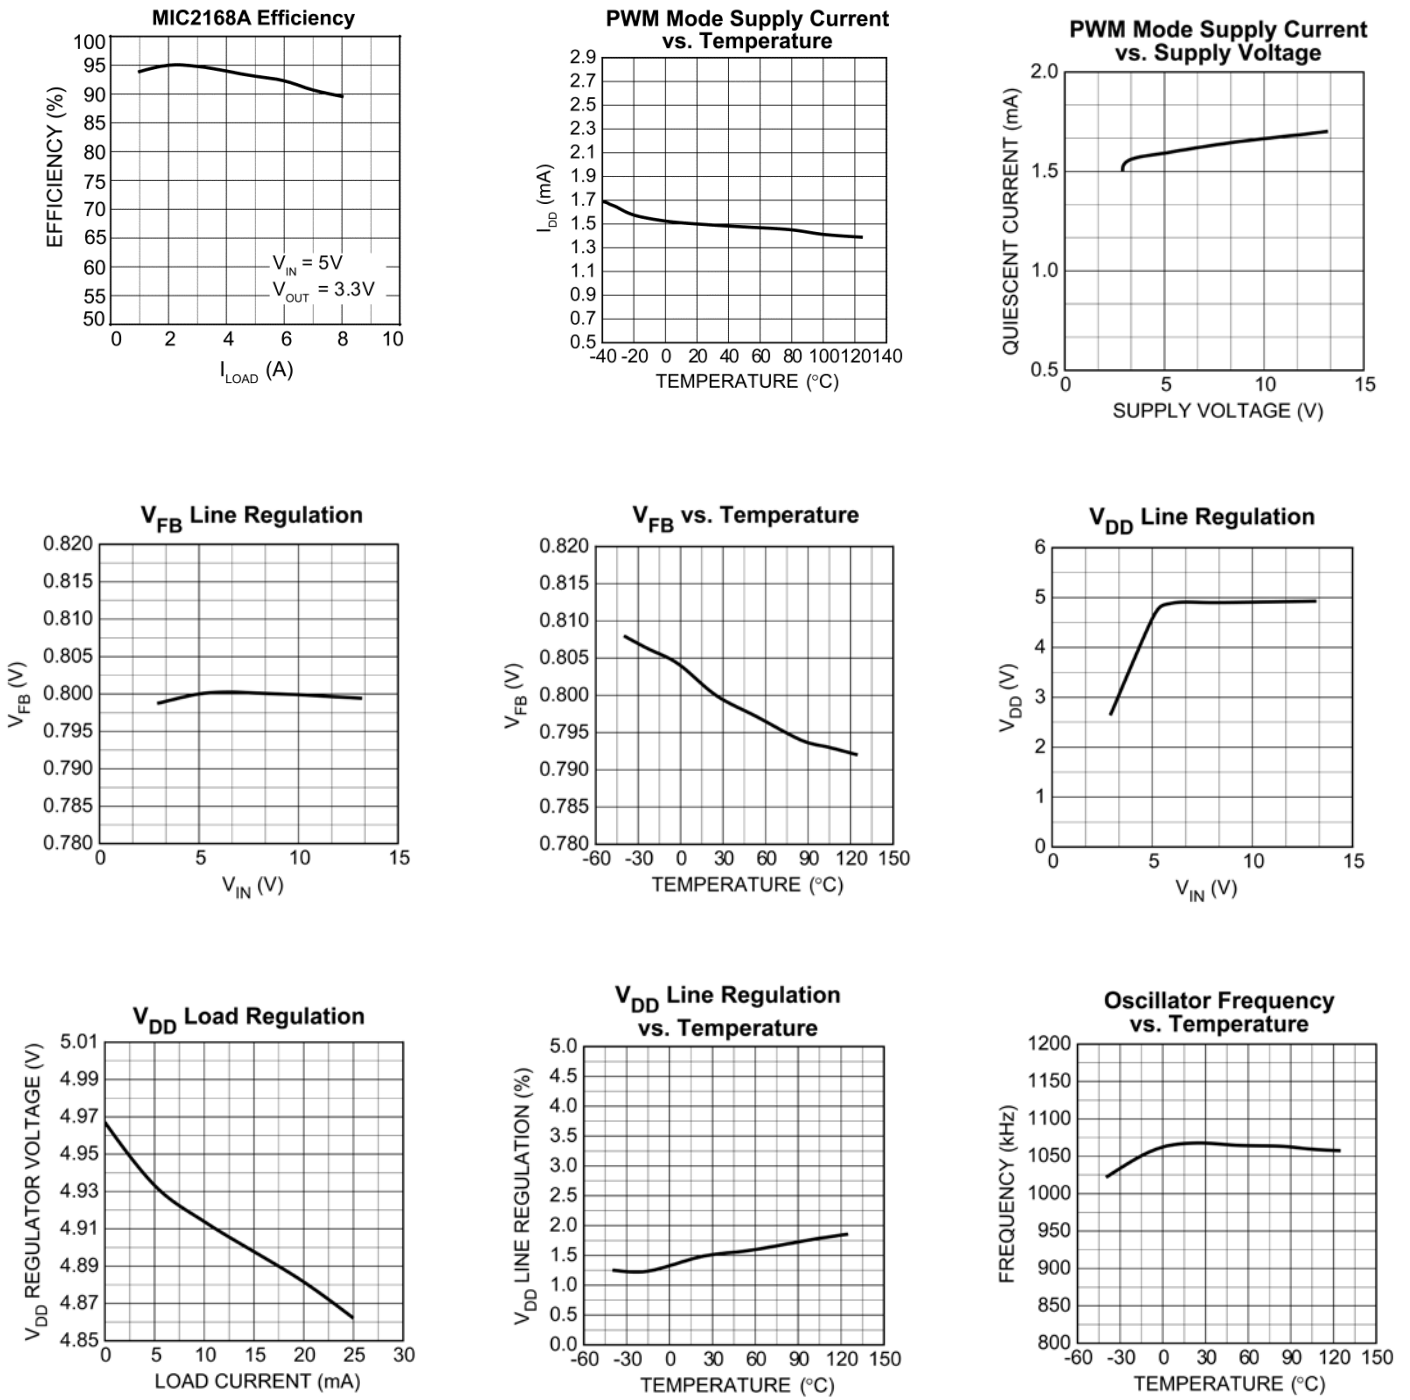 MIC2168A Efficiency
100
95
90
85
80
75
70
65
60
55
50
EFFICIENCY (%)
VIN = 5V
VOUT = 3.3V
0 2 4 6 8 10
ILOAD (A)
PWM Mode Supply Current
vs. Temperature
2.9
2.7
2.5
2.3
2.1
1.9
1.7
1.5
1.3
1.1
0.9
0.7
0.5
IDD (mA)
-40 -20 0 20 40 60 80 100120140
TEMPERATURE (°C)
PWM Mode Supply Current
vs. Supply Voltage
2.0
1.5
1.0
0.5
QUIESCENT CURRENT (mA)
0 5 10 15
SUPPLY VOLTAGE (V)
VFB Line Regulation
0.820
0.815
0.810
0.805
0.800
0.795
0.790
0.785
0.780
VFB (V)
0 5 10 15
VIN (V)
VFB vs. Temperature
0.820
0.815
0.810
0.805
0.800
0.795
0.790
0.785
0.780
VFB (V)
-60 -30 0 30 60 90 120 150
TEMPERATURE (°C)
VDD Line Regulation
6
5
4
3
2
1
0
VDD (V)
0 5 10 15
VIN (V)
VDD Load Regulation
5.01
4.99
4.97
4.95
4.93
4.91
4.89
4.87
4.85
VDD REGULATOR VOLTAGE (V)
0 5 10 15 20 25 30
LOAD CURRENT (mA)
VDD Line Regulation
vs. Temperature
5.0
4.5
4.0
3.5
3.0
2.5
2.0
1.5
1.0
0.5
0.0
VDD LINE REGULATION (%)
-60 -30 0 30 60 90 120 150
TEMPERATURE (°C)
Oscillator Frequency
vs. Temperature
1200
1150
1100
1050
1000
950
900
850
800
FREQUENCY (kHz)
-60 -30 0 30 60 90 120 150
TEMPERATURE (°C)